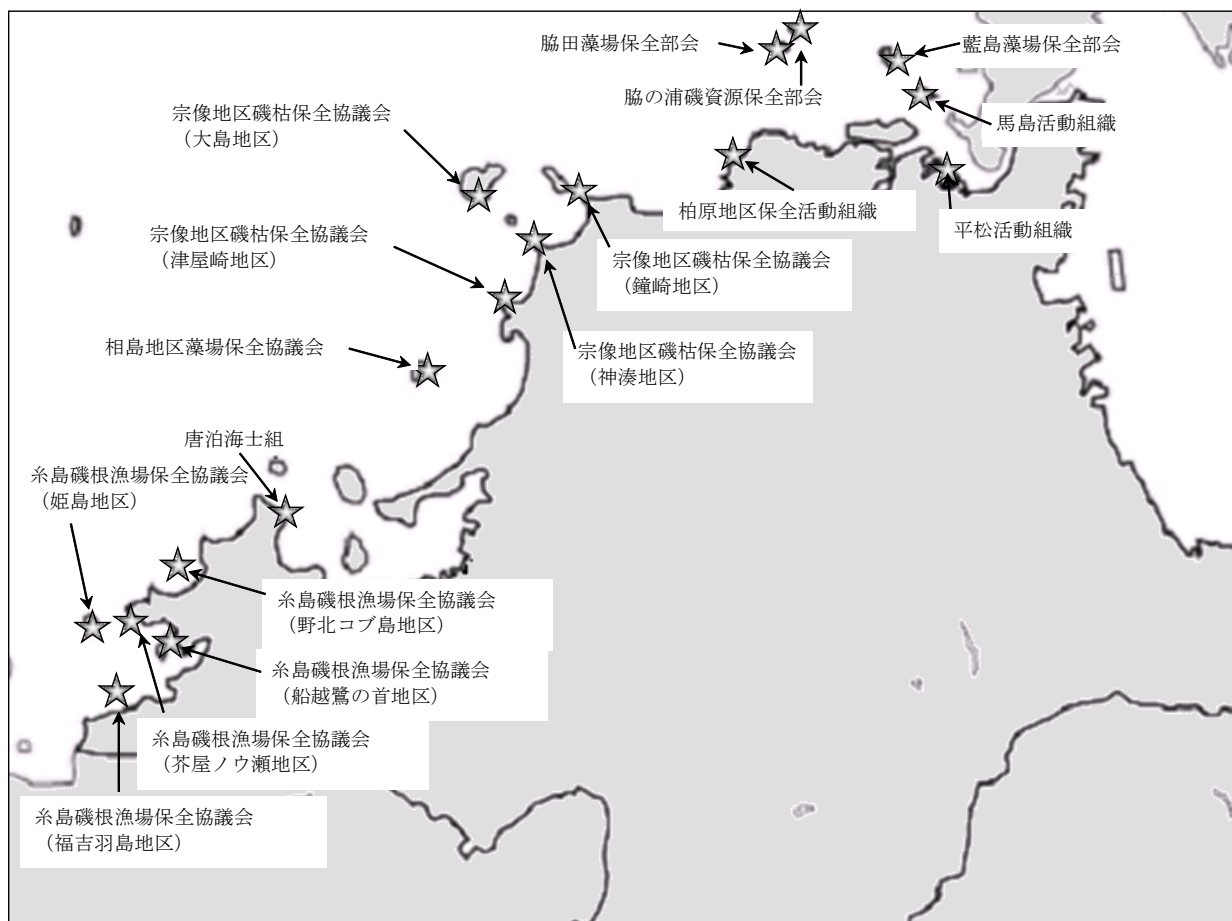 脇田藻場保全部会
藍島藻場保全部会
脇の浦磯資源保全部会
馬島活動組織
宗像地区磯枯保全協議会
（大島地区）
柏原地区保全活動組織
平松活動組織
宗像地区磯枯保全協議会
（津屋崎地区）
宗像地区磯枯保全協議会
（鐘崎地区）
相島地区藻場保全協議会
宗像地区磯枯保全協議会
（神湊地区）
唐泊海士組
糸島磯根漁場保全協議会
（姫島地区）
糸島磯根漁場保全協議会
（野北コブ島地区）
糸島磯根漁場保全協議会
（船越鷺の首地区）
糸島磯根漁場保全協議会
（芥屋ノウ瀬地区）
糸島磯根漁場保全協議会
（福吉羽島地区）